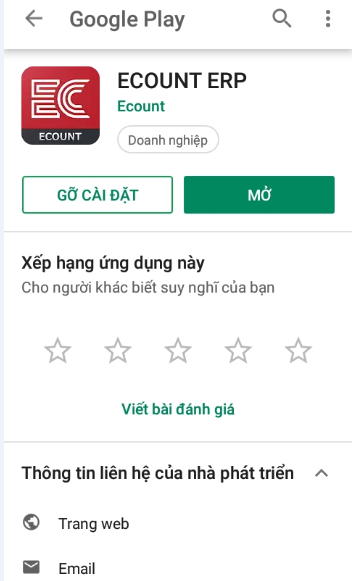 Google Play
EC
ECOUNT
ECOUNT ERP
Ecount
Doanh nghiệp
GỠ CÀI ĐẶT
MỞ
Xếp hạng ứng dụng này
Cho người khác biết suy nghĩ của bạn
Viết bài đánh giá
Thông tin liên hệ của nhà phát triển
Trang web
Email